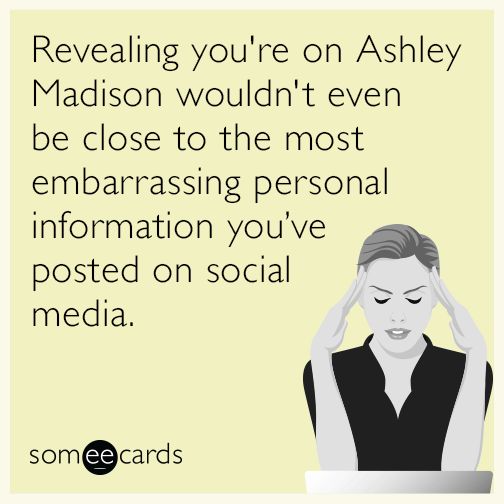 Revealing you're on Ashley
Madison wouldn't even
be close to the most
embarrassing personal
information you’ve
posted on social
media.
someecards